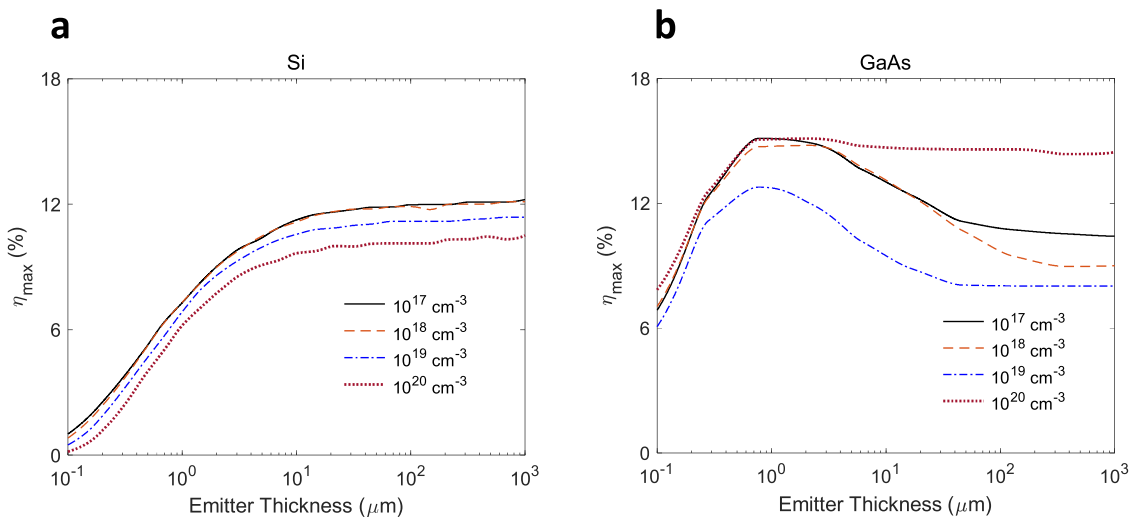 a
b
Si
GaAs
18
12
6
0
η_max (%)
10^-1
10^0
10^1
10^2
10^3
Emitter Thickness (μm)
10^17 cm^-3
10^18 cm^-3
10^19 cm^-3
10^20 cm^-3
18
12
6
0
η_max (%)
10^-1
10^0
10^1
10^2
10^3
Emitter Thickness (μm)
10^17 cm^-3
10^18 cm^-3
10^19 cm^-3
10^20 cm^-3